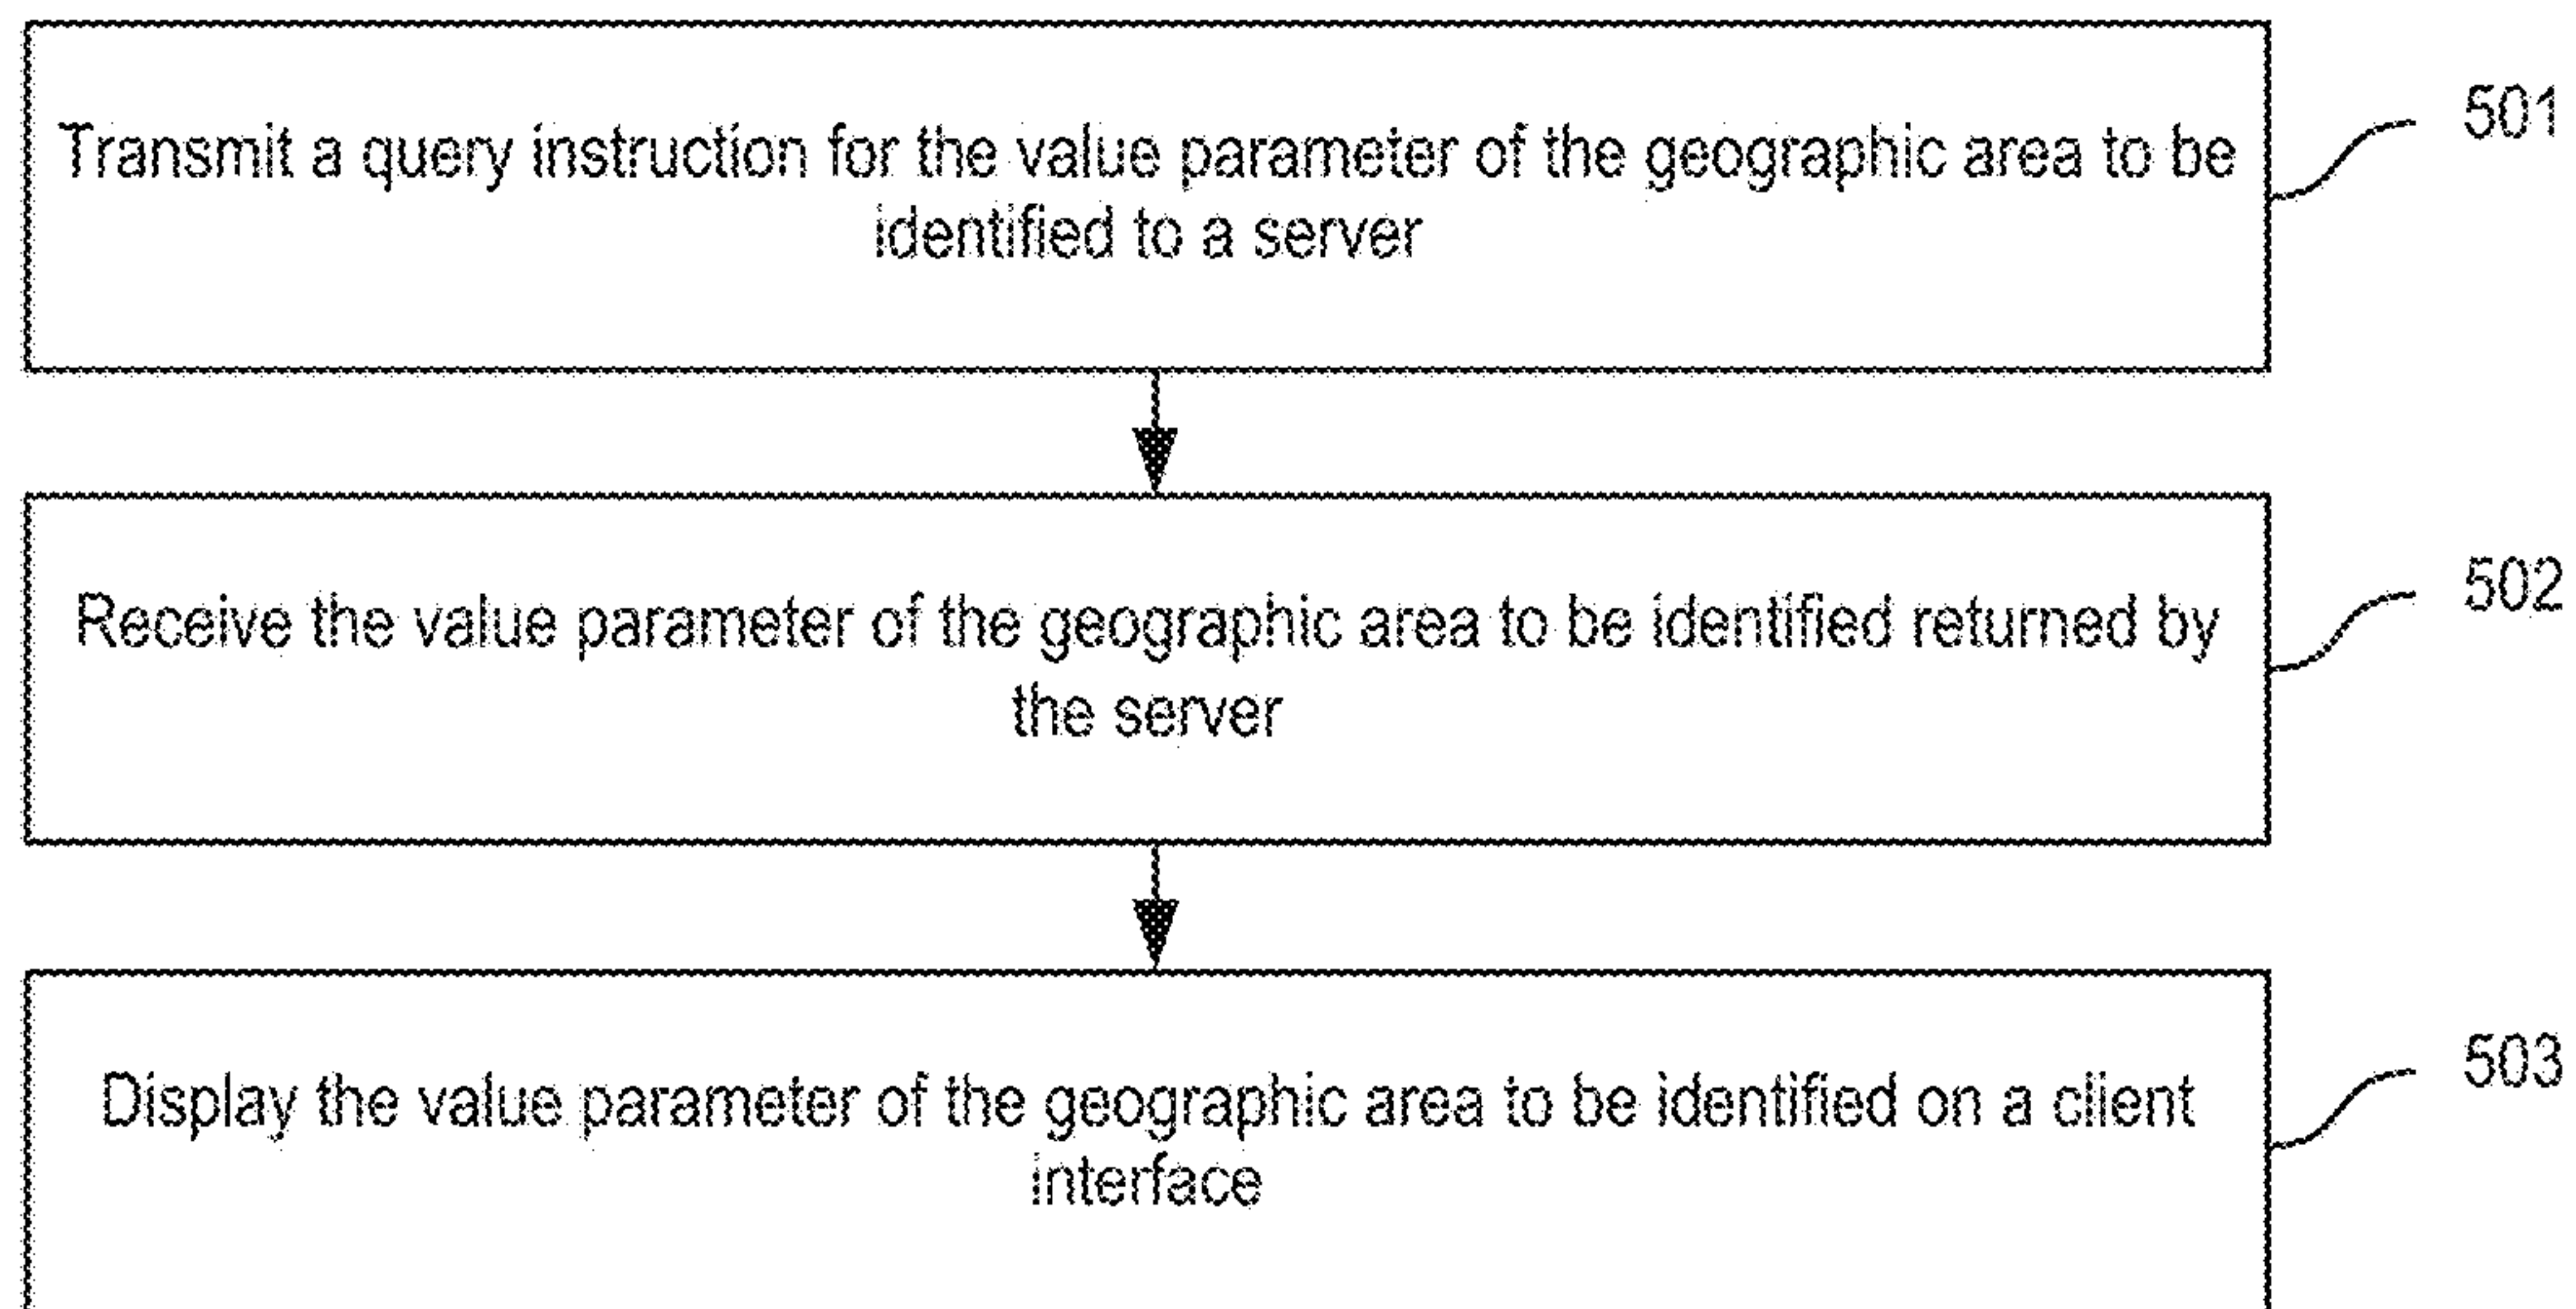 Transmit a query instruction for the value parameter of the geographic area to be
identified to a server
501
Receive the value parameter of the geographic area to be identified returned by
the server
502
Display the value parameter of the geographic area to be identified on a client
interface
503